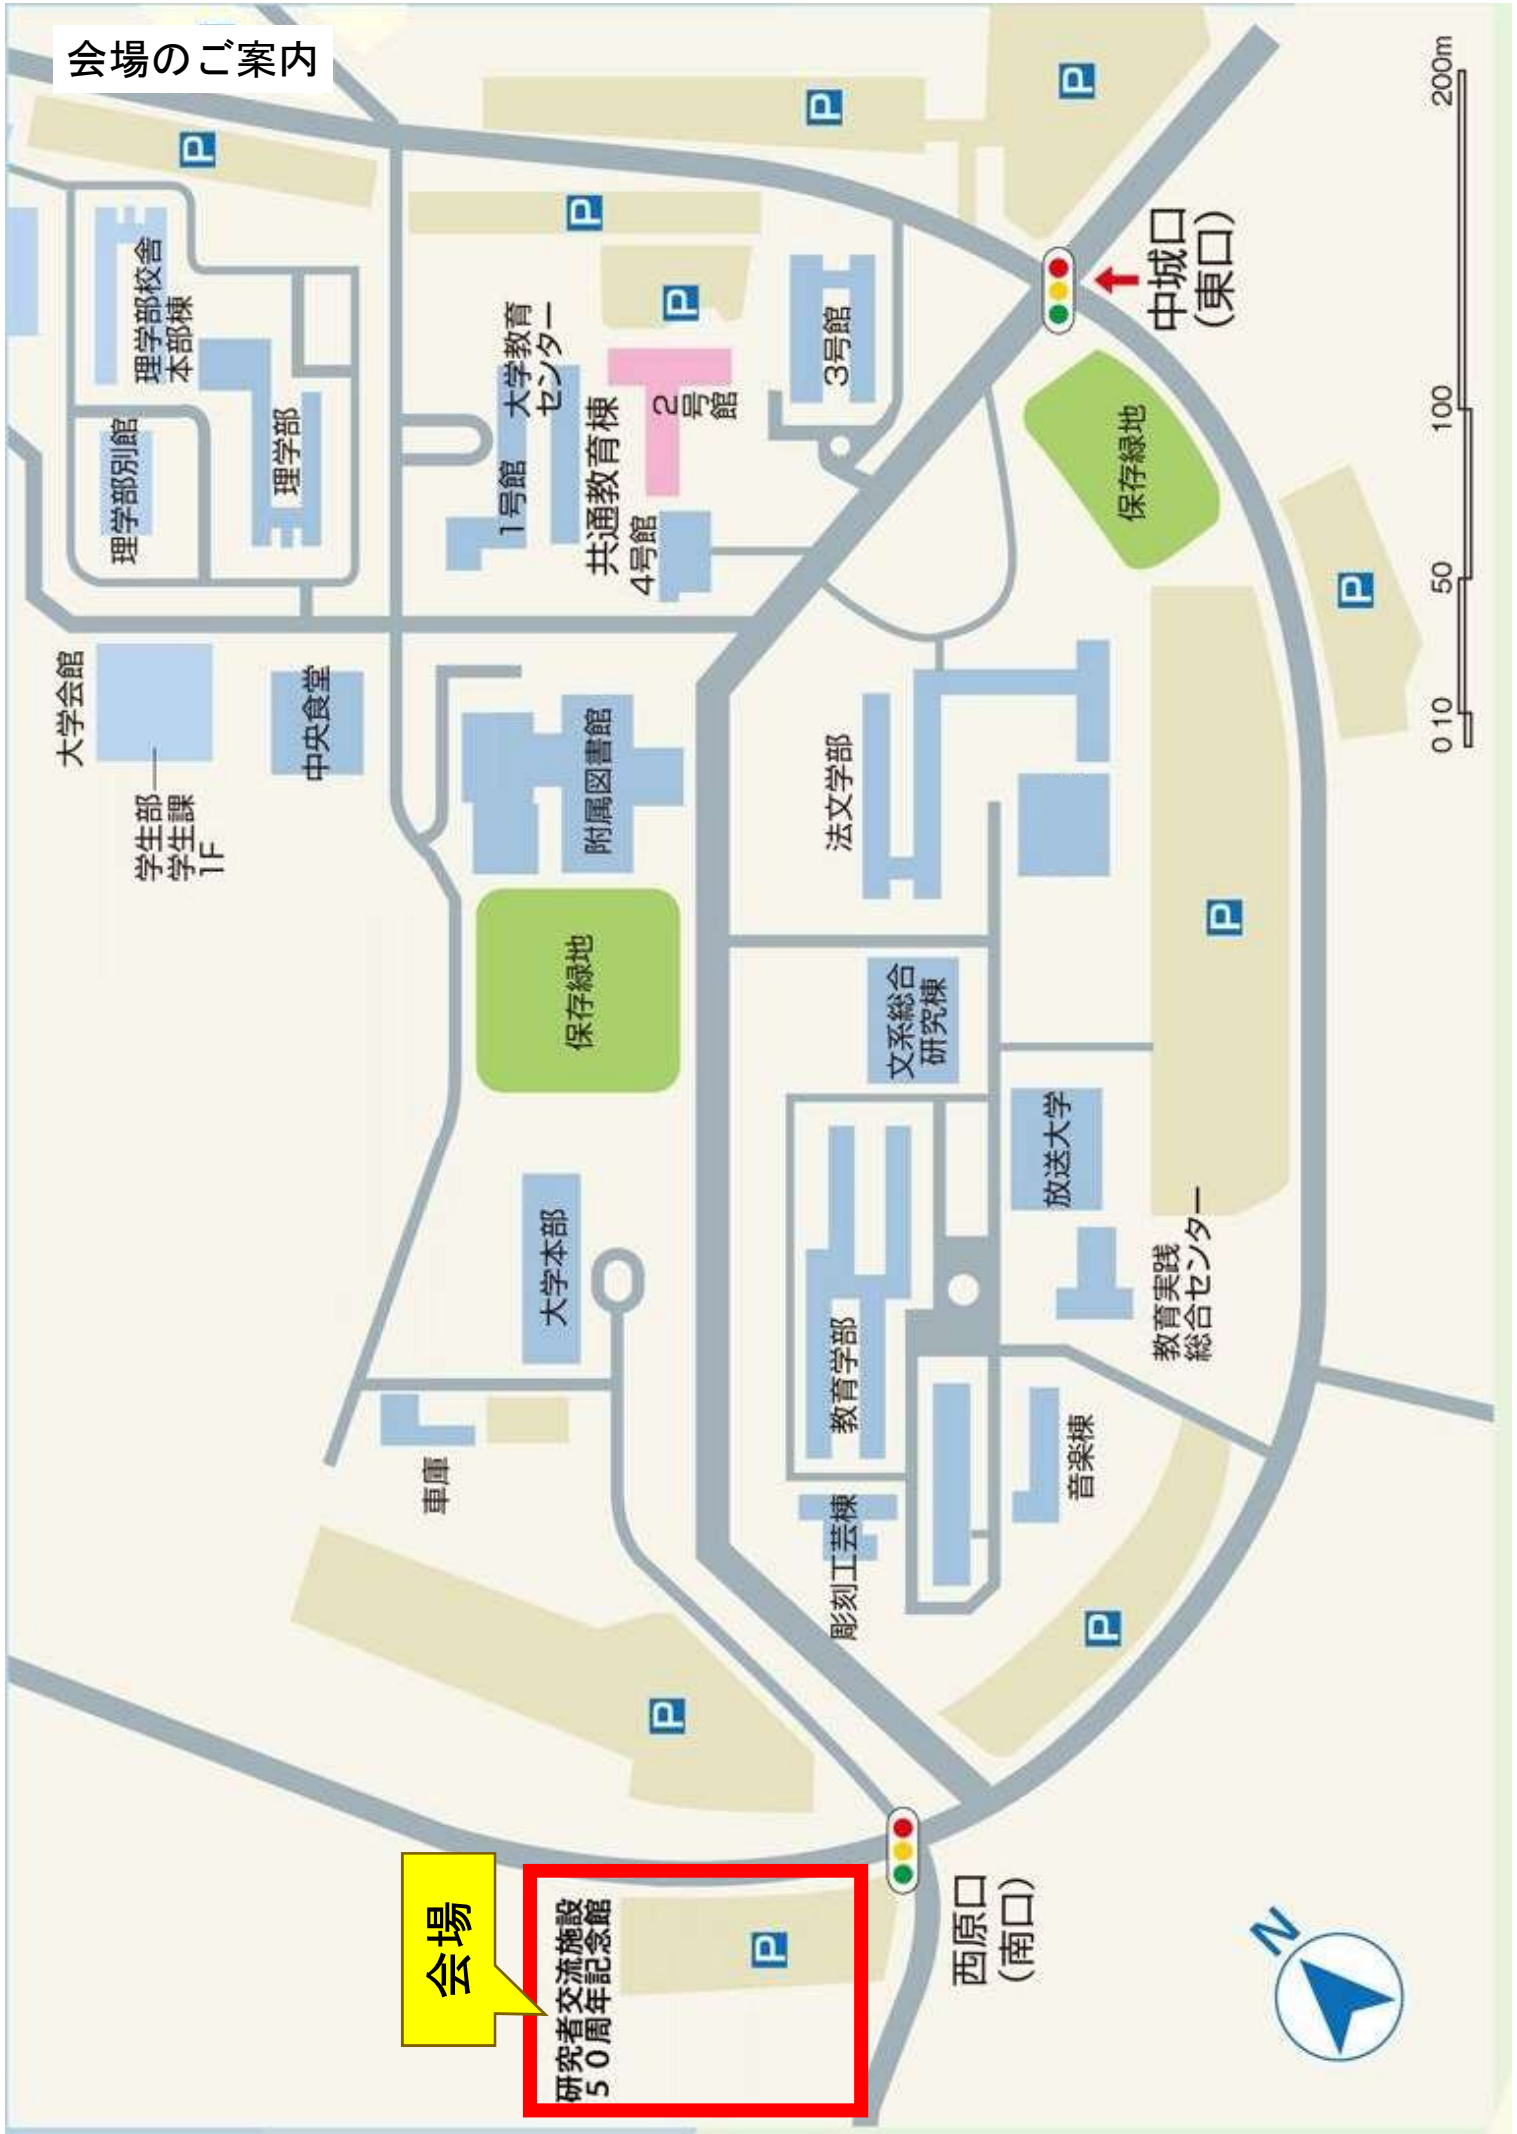 会場のご案内
P
P
P
P
P
P
理学部校舎
本部棟
理学部別館
理学部
大学教育
センター
1号館
共通教育棟
2
号
館
3号館
4号館
中城口
(東口)
保存緑地
P
200m
100
50
10
0
大学会館
学生部
学生課
1F
中央食堂
附属図書館
法文学部
P
保存緑地
文系総合
研究棟
放送大学
大学本部
教育学部
教育実践
総合センター
車庫
彫刻工芸棟
音楽棟
P
P
会場
研究者交流施設
５０周年記念館
P
西原口
(南口)
N